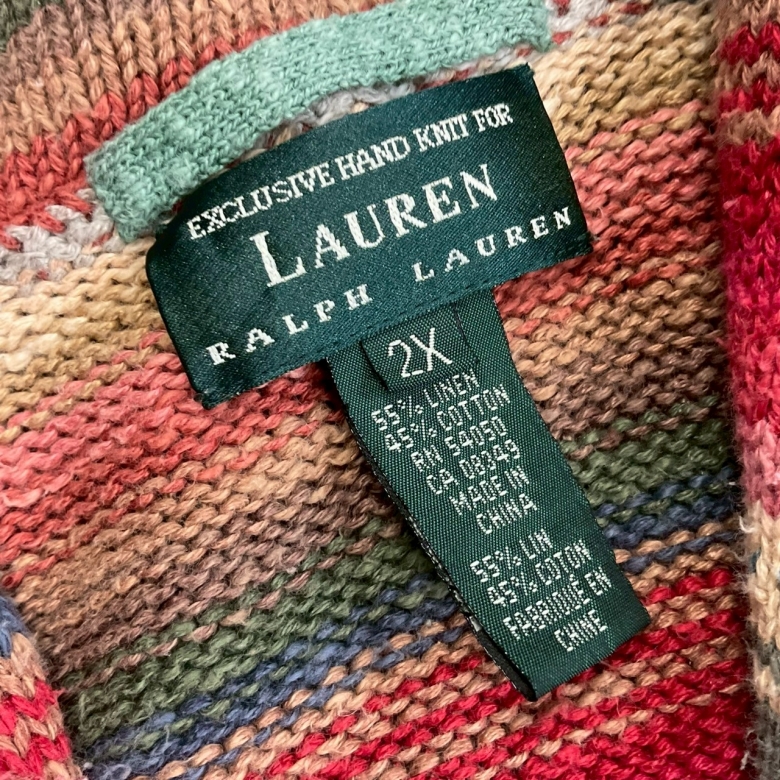 EXCLUSIVE HAND KNIT FOR
LAUREN
RALPH LAUREN
2X
55% LINEN
45% COTTON
RN 54050
CA 08349
MADE IN
CHINA
55% LIN
45% COTON
FABRIQUÉ EN
CHINE